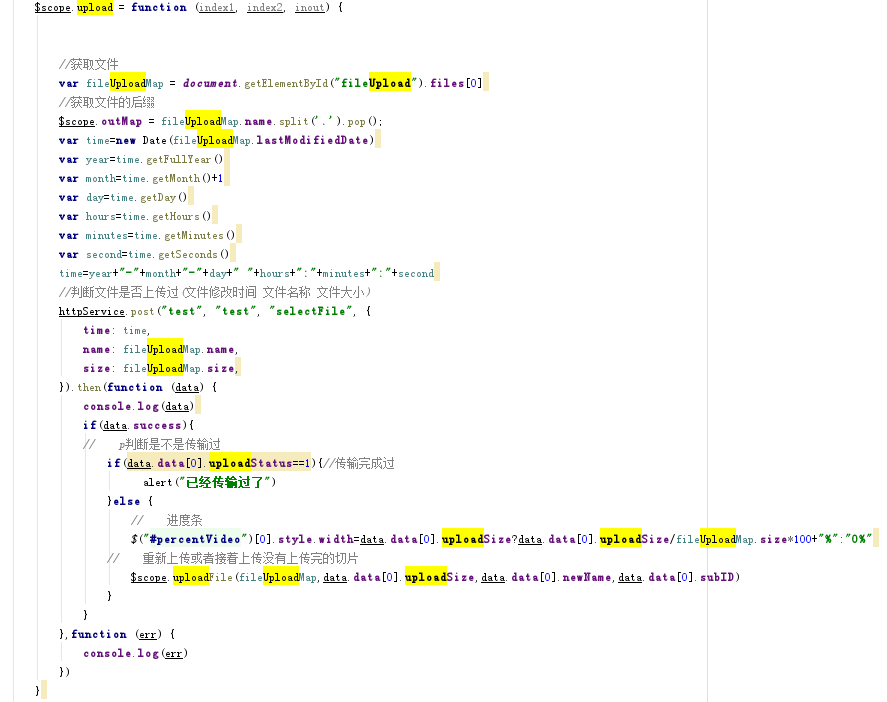 $scope.upload = function (index1, index2, inout) {
//获取文件
var fileUploadMap = document.getElementById("fileUpload").files[0]
//获取文件的后缀
$scope.outMap = fileUploadMap.name.split('.').pop();
var time=new Date(fileUploadMap.lastModifiedDate)
var year=time.getFullYear()
var month=time.getMonth()+1
var day=time.getDay()
var hours=time.getHours()
var minutes=time.getMinutes()
var second=time.getSeconds()
time=year+"-"+month+"-"+day+" "+hours+":"+minutes+":"+second
//判断文件是否上传过(文件修改时间 文件名称 文件大小)
httpService.post("test", "test", "selectFile", {
time: time,
name: fileUploadMap.name,
size: fileUploadMap.size,
}).then(function (data) {
console.log(data)
if(data.success){
// p判断是不是传输过
if(data.data[0].uploadStatus==1){//传输完成过
alert("已经传输过了")
}else {
// 进度条
$("#percentVideo")[0].style.width=data.data[0].uploadSize?data.data[0].uploadSize/fileUploadMap.size*100+"%":"0%"
// 重新上传或者接着上传没有上传完的切片
$scope.uploadFile(fileUploadMap,data.data[0].uploadSize,data.data[0].newName,data.data[0].subID)
}
}
},function (err) {
console.log(err)
})
}